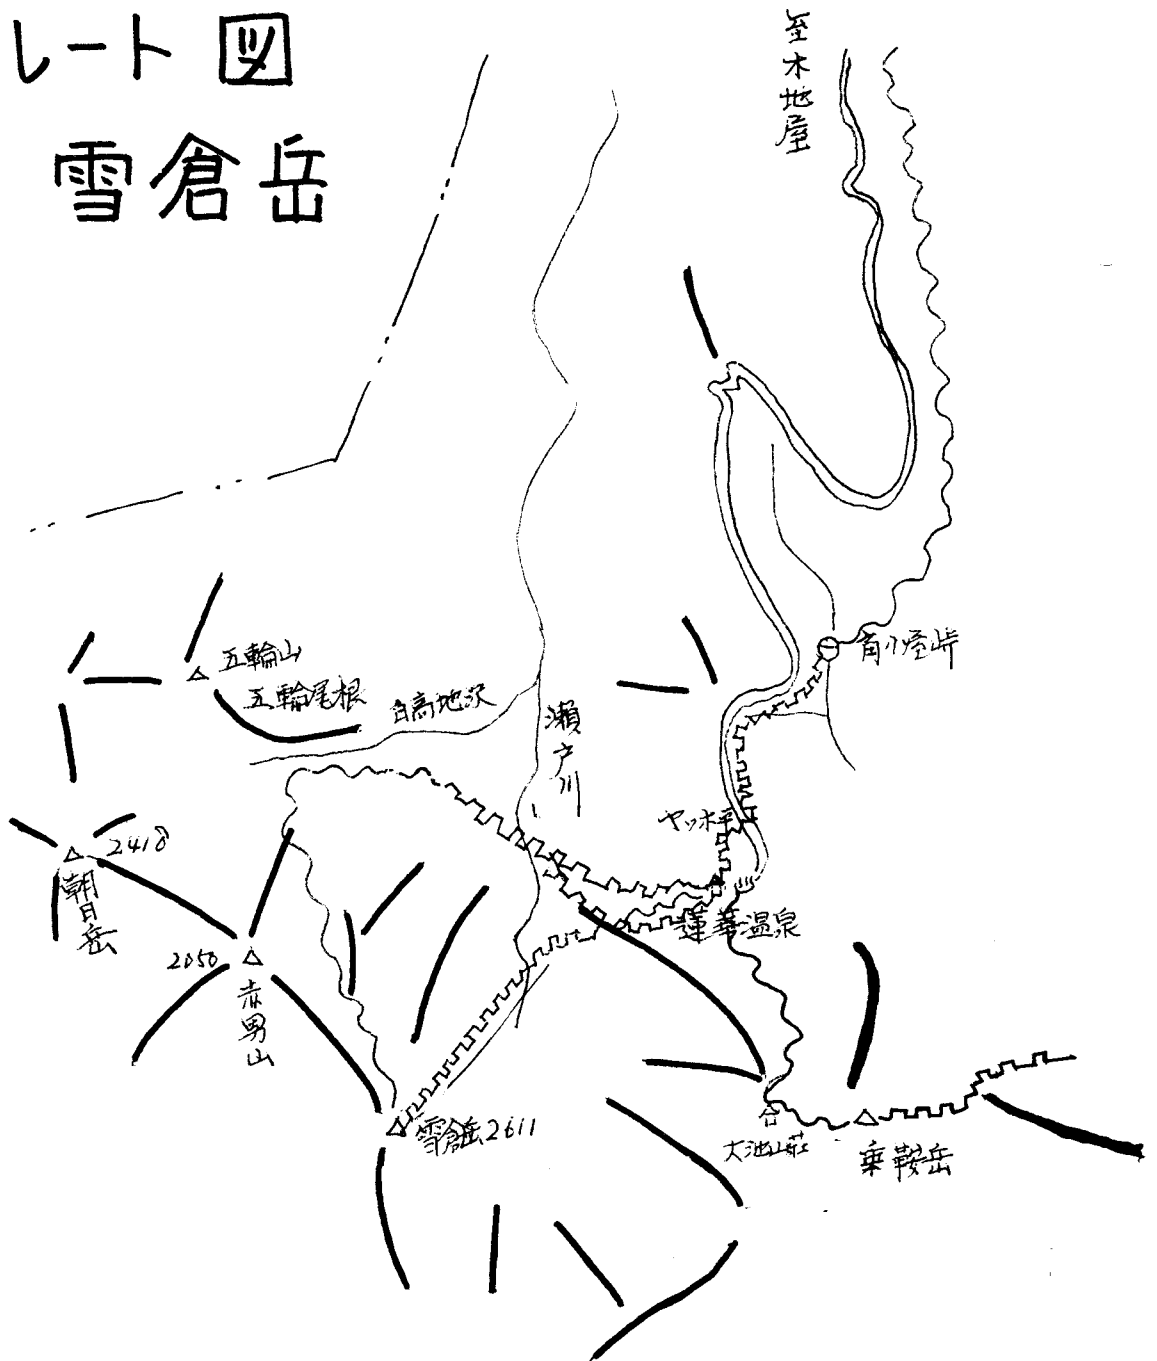 ルート 図
雪倉岳
至木地屋
角小屋峠
五輪山
五輪尾根
白高地沢
瀬戸川
ヤッホ平
2418
朝日岳
蓮華温泉
2050
赤男山
雪倉岳2611
大池山荘
乗鞍岳